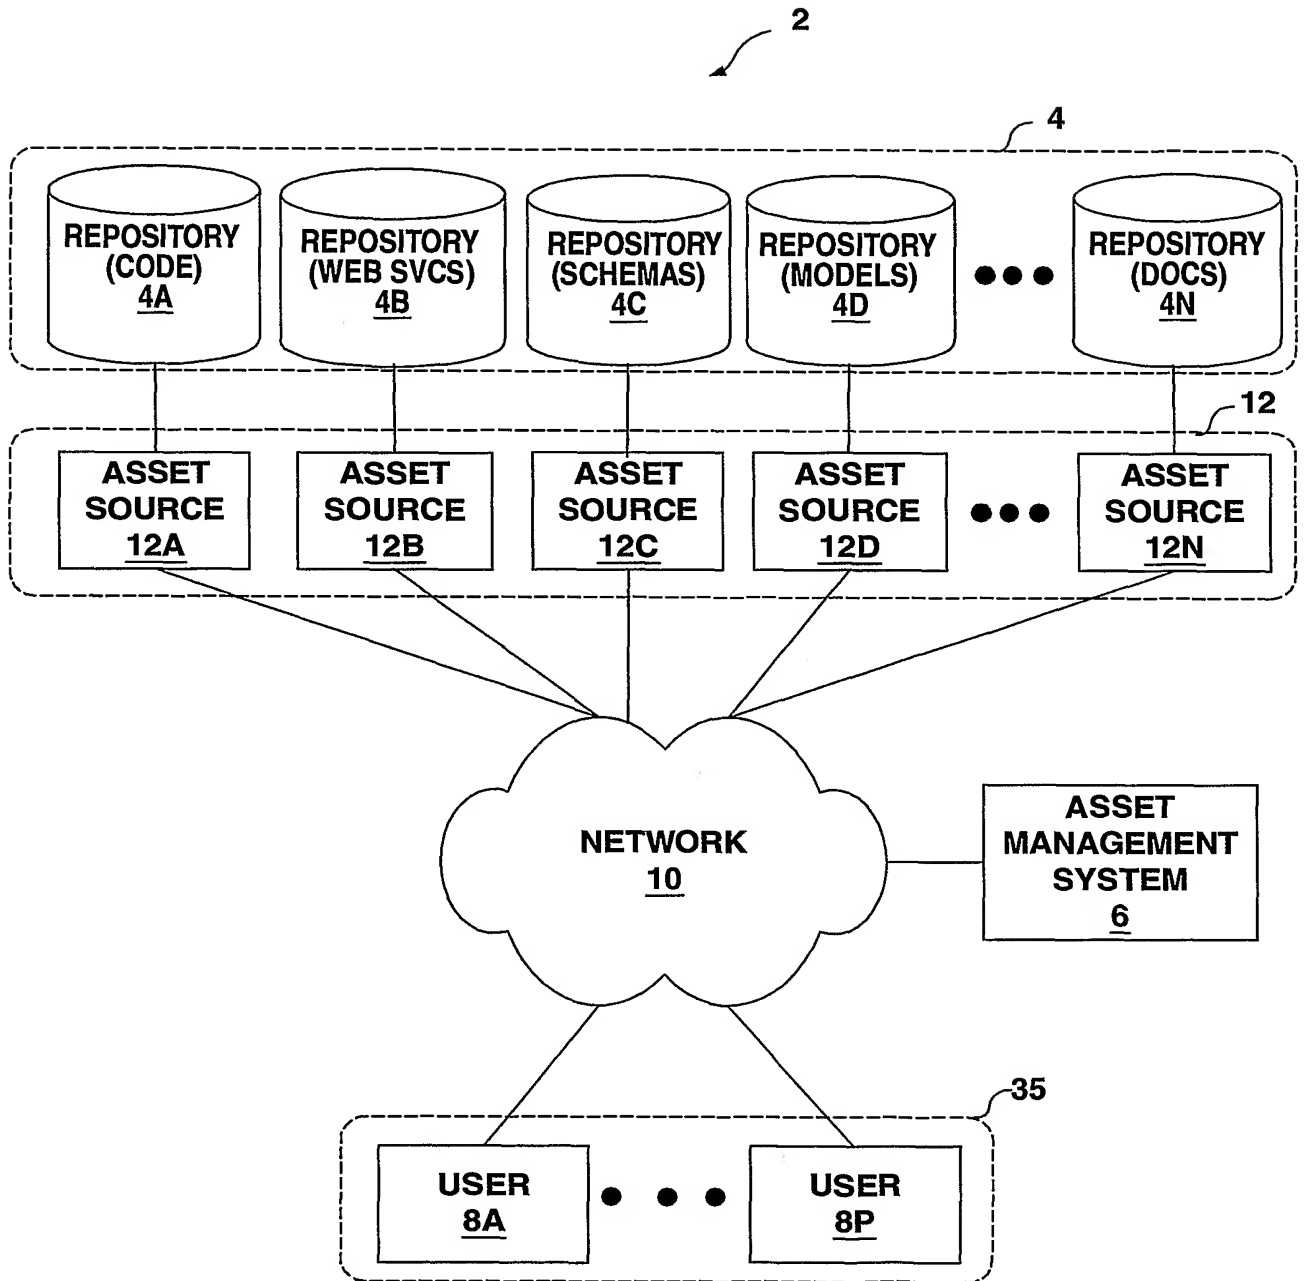 2
4
REPOSITORY
(CODE)
4A
REPOSITORY
(WEB SVCS)
4B
REPOSITORY
(SCHEMAS)
4C
REPOSITORY
(MODELS)
4D
REPOSITORY
(DOCS)
4N
12
ASSET
SOURCE
12A
ASSET
SOURCE
12B
ASSET
SOURCE
12C
ASSET
SOURCE
12D
ASSET
SOURCE
12N
NETWORK
10
ASSET
MANAGEMENT
SYSTEM
6
35
USER
8A
USER
8P